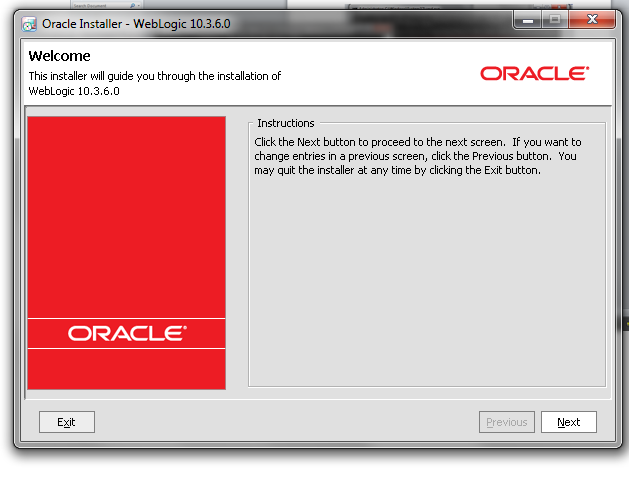 Search Document
Oracle Installer - WebLogic 10.3.6.0
Welcome
This installer will guide you through the installation of
WebLogic 10.3.6.0
ORACLE®
Instructions
Click the Next button to proceed to the next screen.  If you want to
change entries in a previous screen, click the Previous button.  You
may quit the installer at any time by clicking the Exit button.
ORACLE®
Exit
Previous
Next